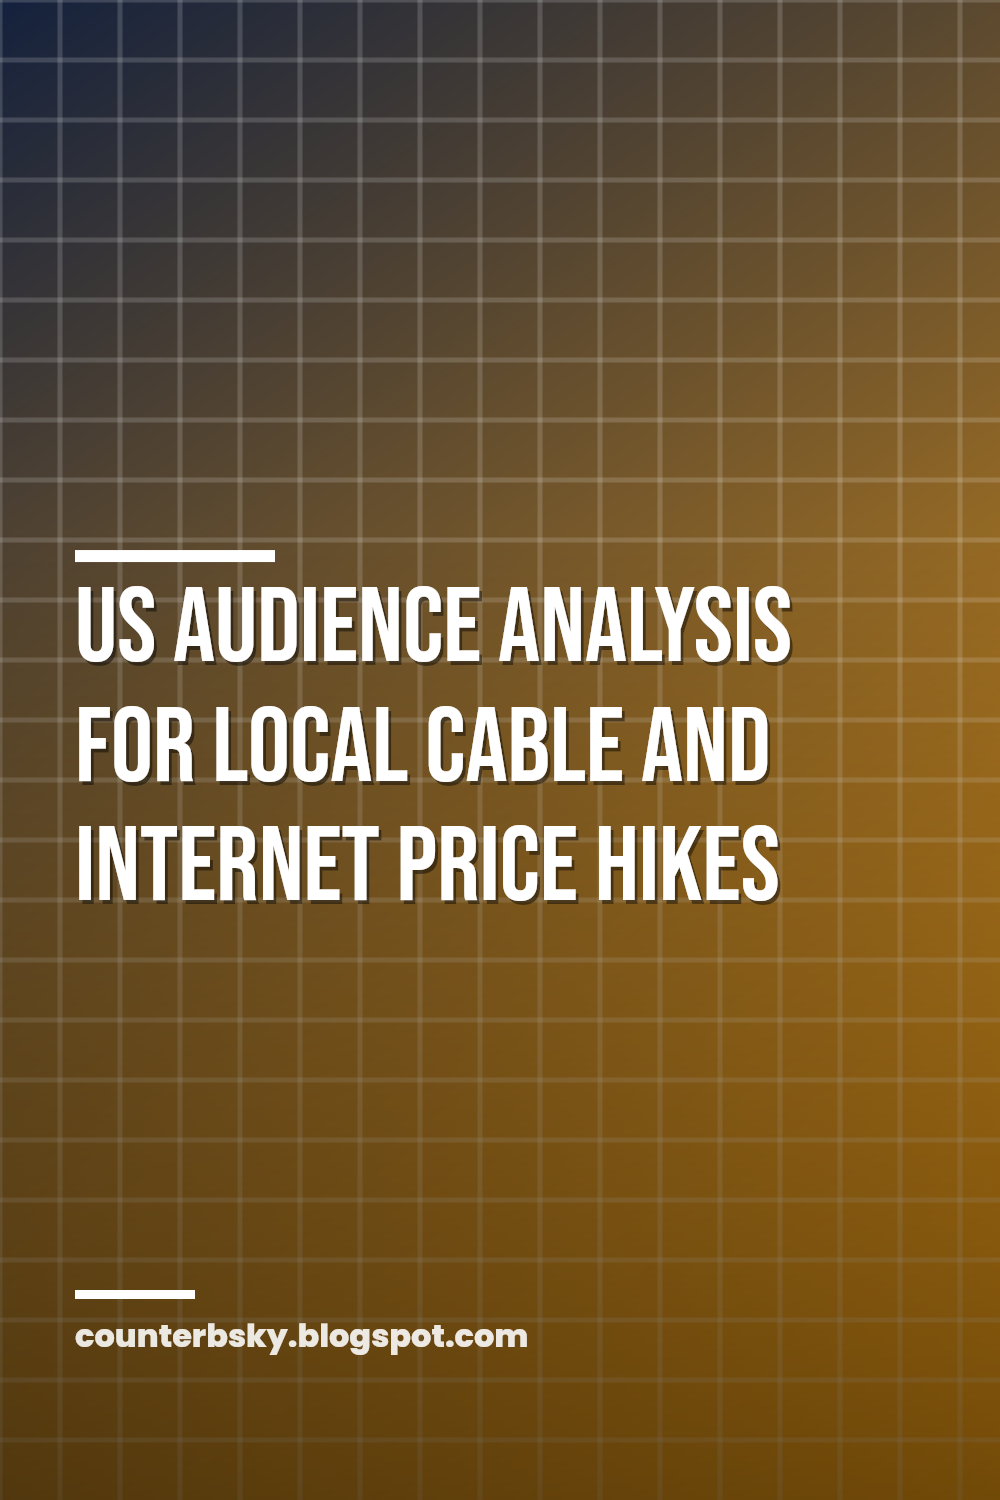 US AUDIENCE ANALYSIS
FOR LOCAL CABLE AND
INTERNET PRICE HIKES
counterbsky.blogspot.com